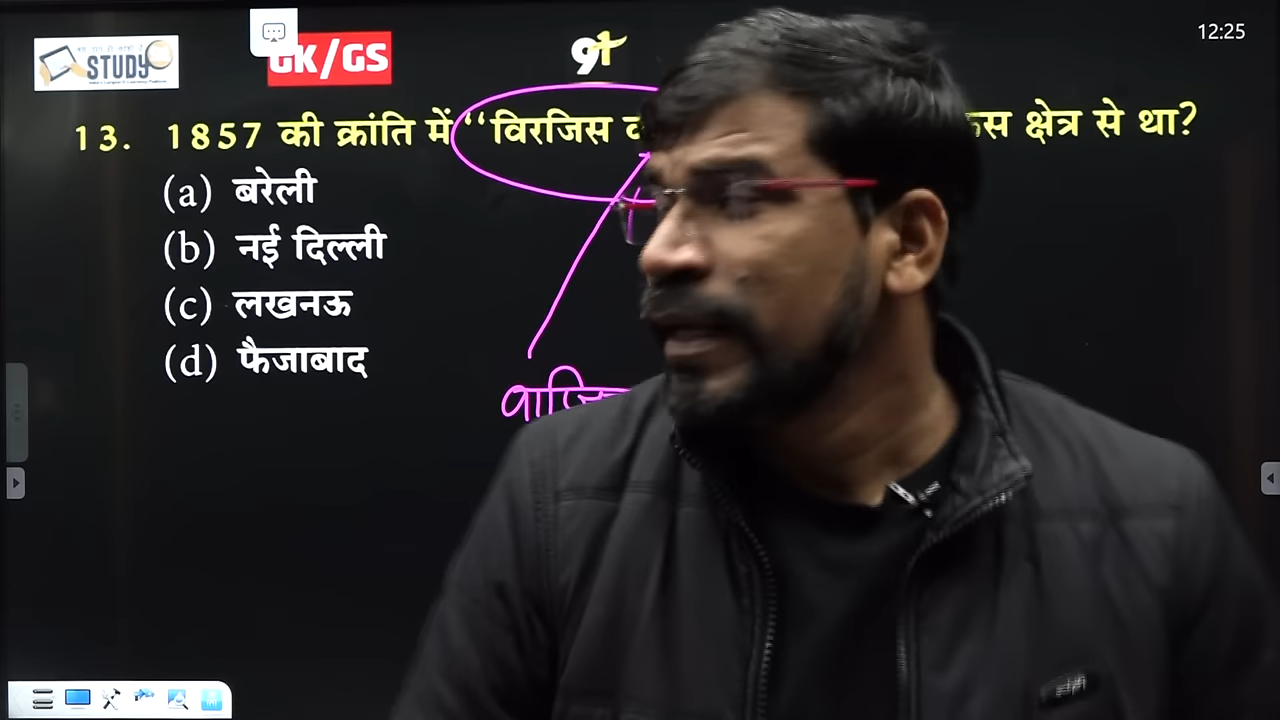 12:25
STUDY
GK/GS
13. 1857 की क्रांति में "विरजिस क्षेत्र से था?
(a) बरेली
(b) नई दिल्ली
(c) लखनऊ
(d) फैजाबाद